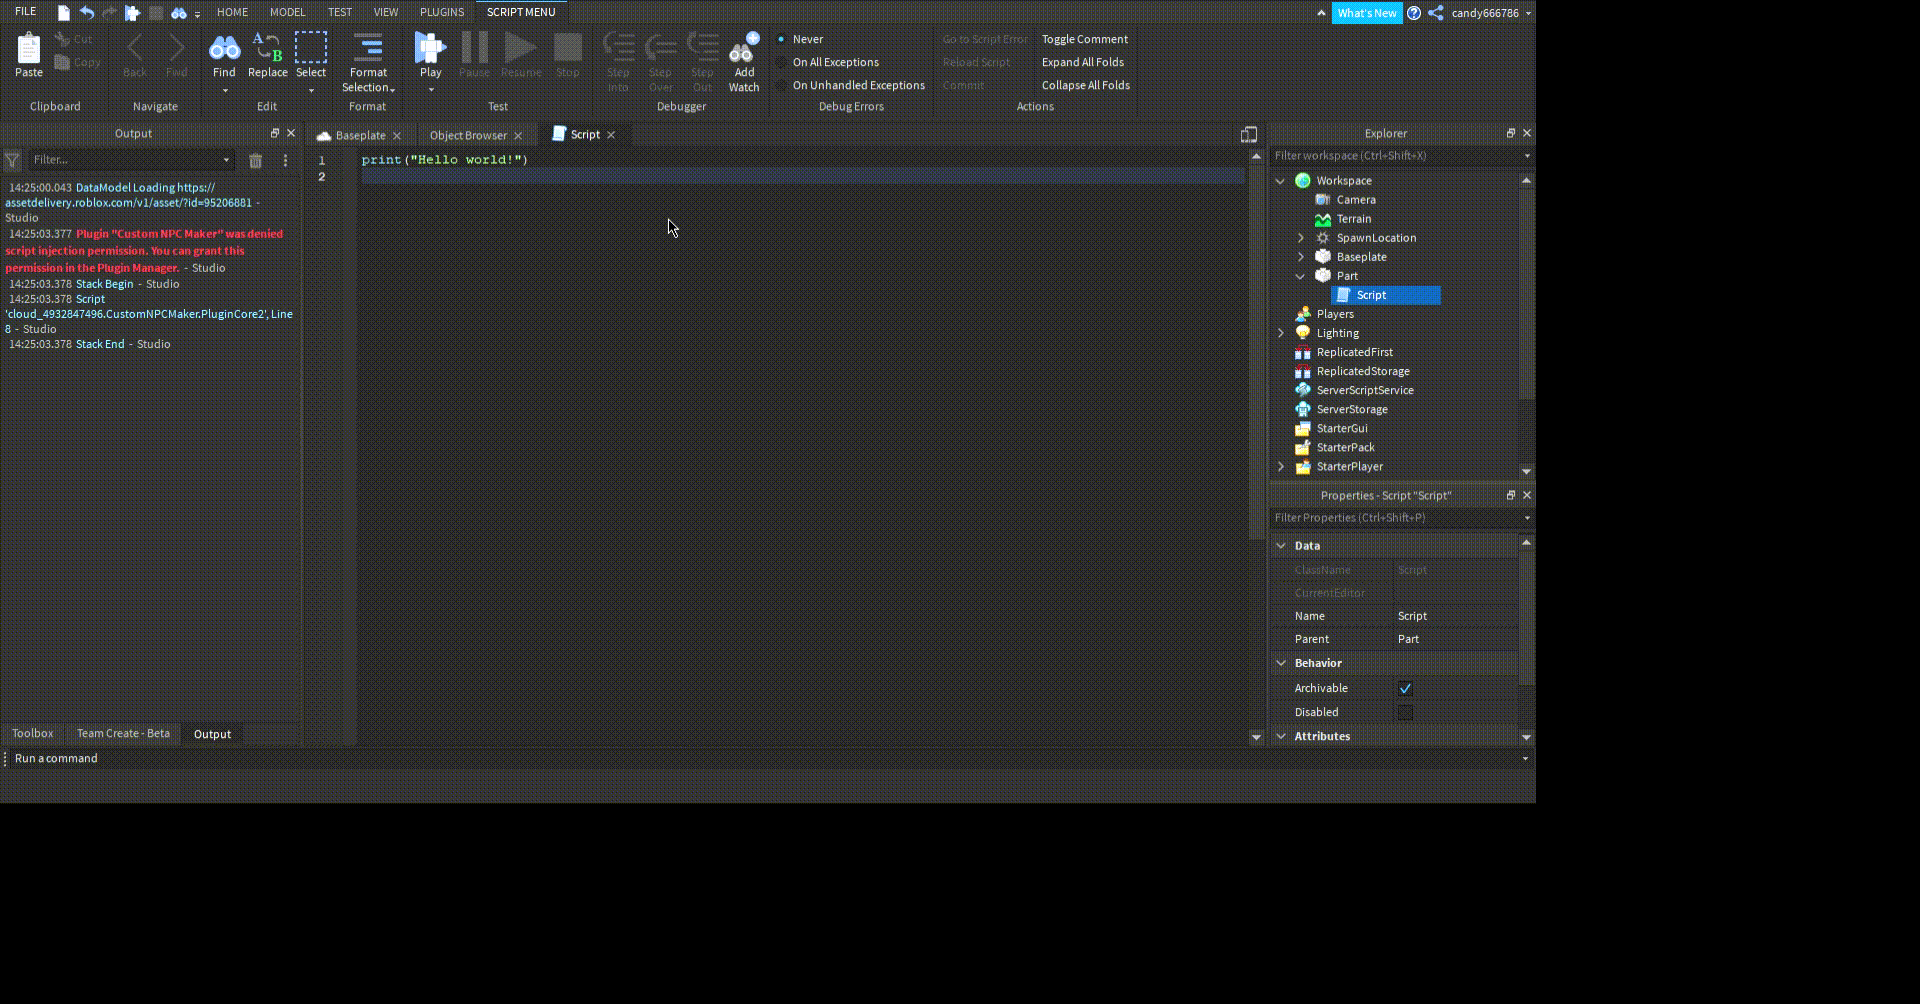 FILE HOME MODEL TEST VIEW PLUGINS SCRIPT MENU What's New candy666786
Paste Cut Copy
Clipboard
Back Find
Navigate
Find Replace Select
Edit
Format Selection
Format
Play Pause Resume Stop
Test
Step Into Step Over Step Out Add Watch
Debugger
Never
On All Exceptions
On Unhandled Exceptions
Debug Errors
Go to Script Error Toggle Comment
Reload Script Expand All Folds
Commit Collapse All Folds
Actions
Output
Filter...
14:25:00.043 DataModel Loading https://
assetdelivery.roblox.com/v1/asset/?id=95206881 -
Studio
14:25:03.377 Plugin "Custom NPC Maker" was denied
script injection permission. You can grant this
permission in the Plugin Manager. - Studio
14:25:03.378 Stack Begin - Studio
14:25:03.378 Script
'cloud_4932847496.CustomNPCMaker.PluginCore2', Line
8 - Studio
14:25:03.378 Stack End - Studio
Toolbox Team Create - Beta Output
Baseplate Object Browser Script
1 print("Hello world!")
2
Explorer
Filter workspace (Ctrl+Shift+X)
Workspace
Camera
Terrain
SpawnLocation
Baseplate
Part
Script
Players
Lighting
ReplicatedFirst
ReplicatedStorage
ServerScriptService
ServerStorage
StarterGui
StarterPack
StarterPlayer
Properties - Script "Script"
Filter Properties (Ctrl+Shift+P)
Data
ClassName Script
CurrentEditor
Name Script
Parent Part
Behavior
Archivable
Disabled
Attributes
Run a command